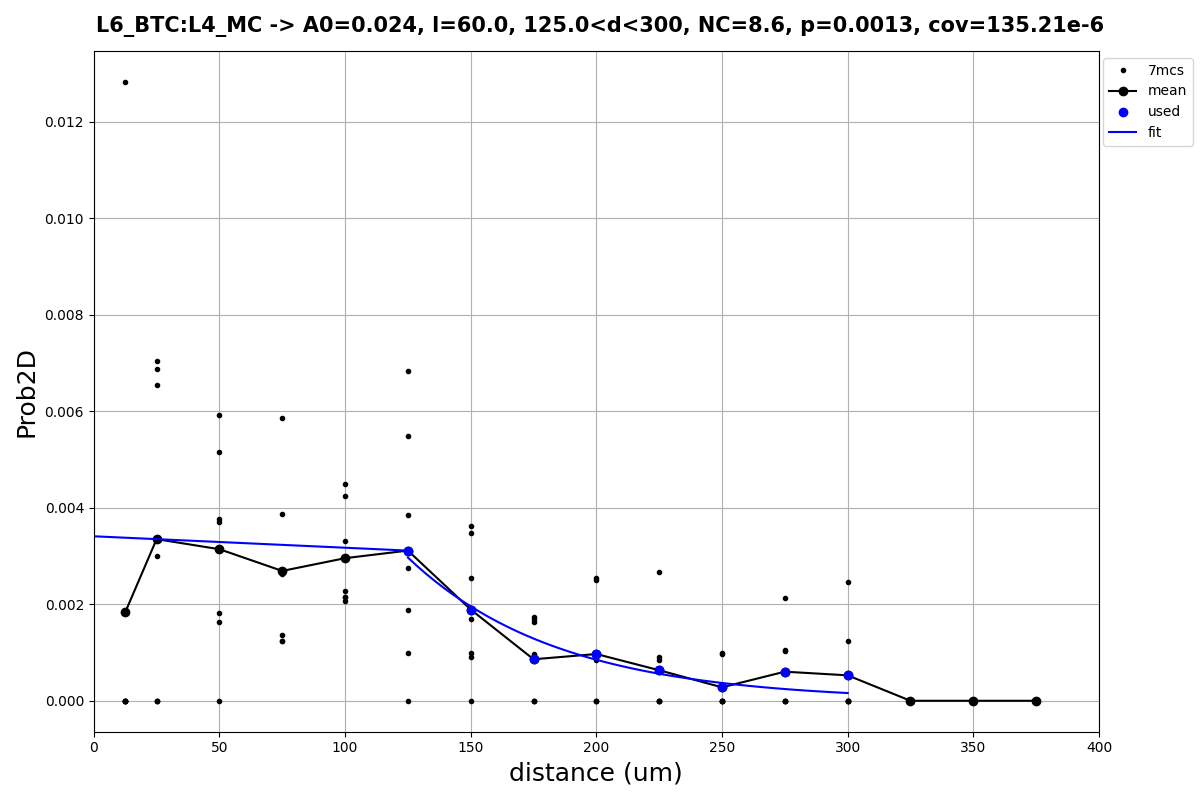 L6_BTC:L4_MC -> A0=0.024, l=60.0, 125.0<d<300, NC=8.6, p=0.0013, cov=135.21e-6
7mcs
mean
used
fit
0.012
0.010
0.008
0.006
0.004
0.002
0.000
Prob2D
0 50 100 150 200 250 300 350 400
distance (um)